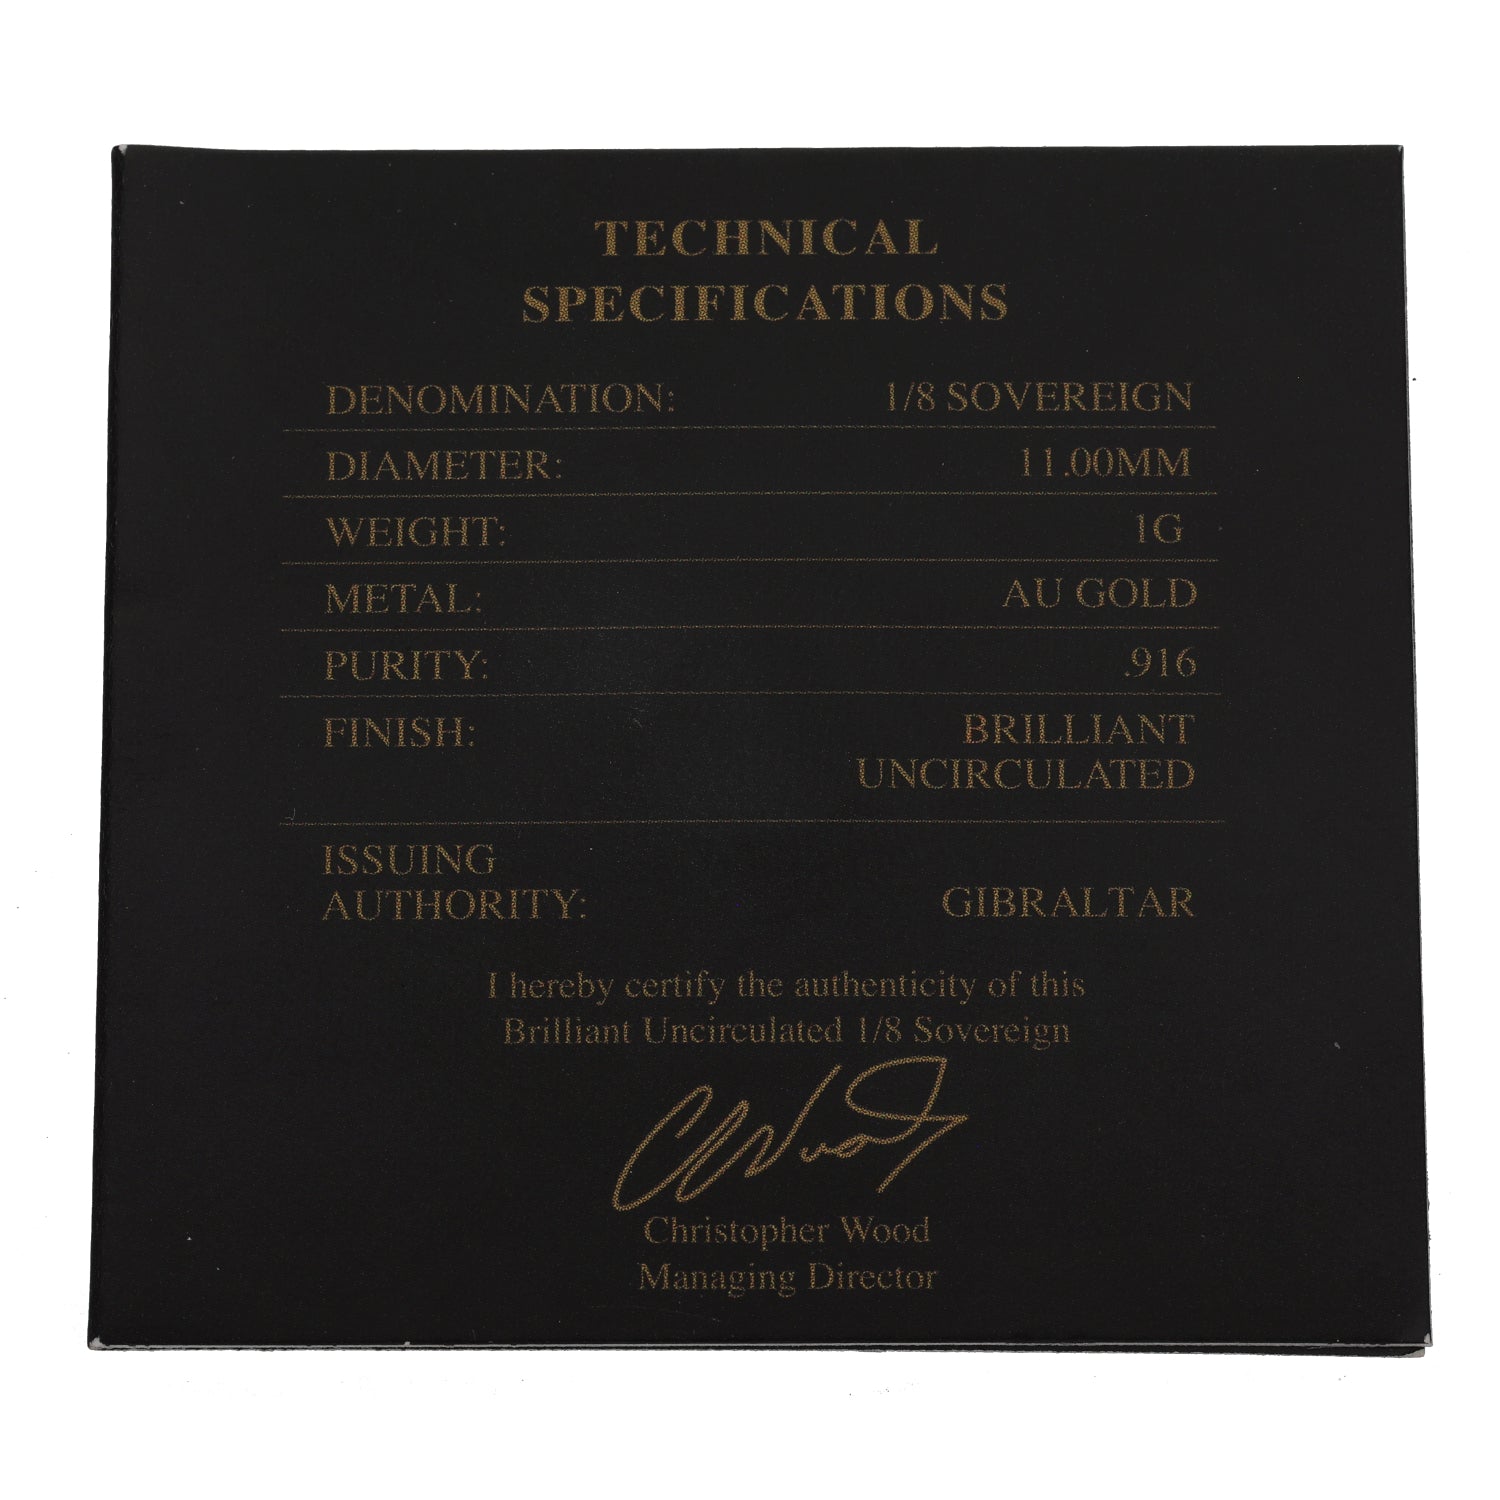 TECHNICAL
SPECIFICATIONS
DENOMINATION: 1/8 SOVEREIGN
DIAMETER: 11.00MM
WEIGHT: 1G
METAL: AU GOLD
PURITY: .916
FINISH: BRILLIANT
UNCIRCULATED
ISSUING
AUTHORITY: GIBRALTAR
I hereby certify the authenticity of this
Brilliant Uncirculated 1/8 Sovereign
Christopher Wood
Managing Director